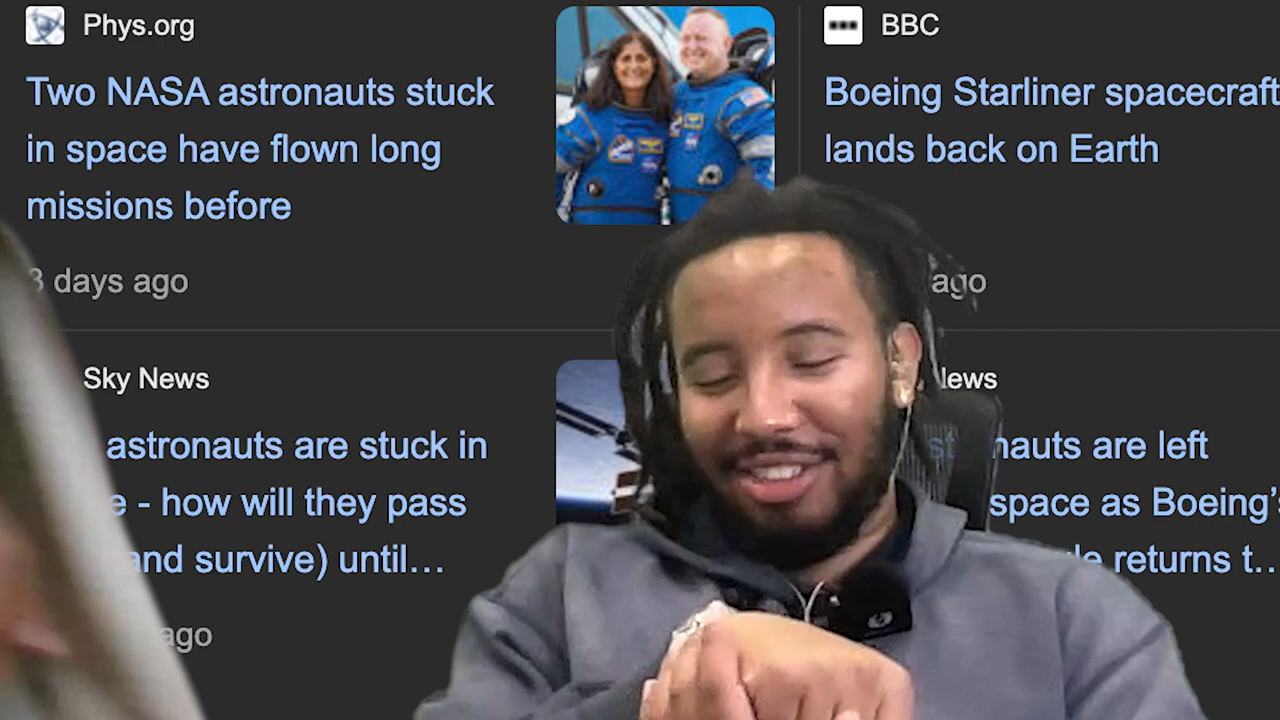 Phys.org
Two NASA astronauts stuck
in space have flown long
missions before
days ago
BBC
Boeing Starliner spacecraft
lands back on Earth
ago
Sky News
astronauts are stuck in
- how will they pass
and survive) until…
ago
are left
space as Boeing's
returns t…